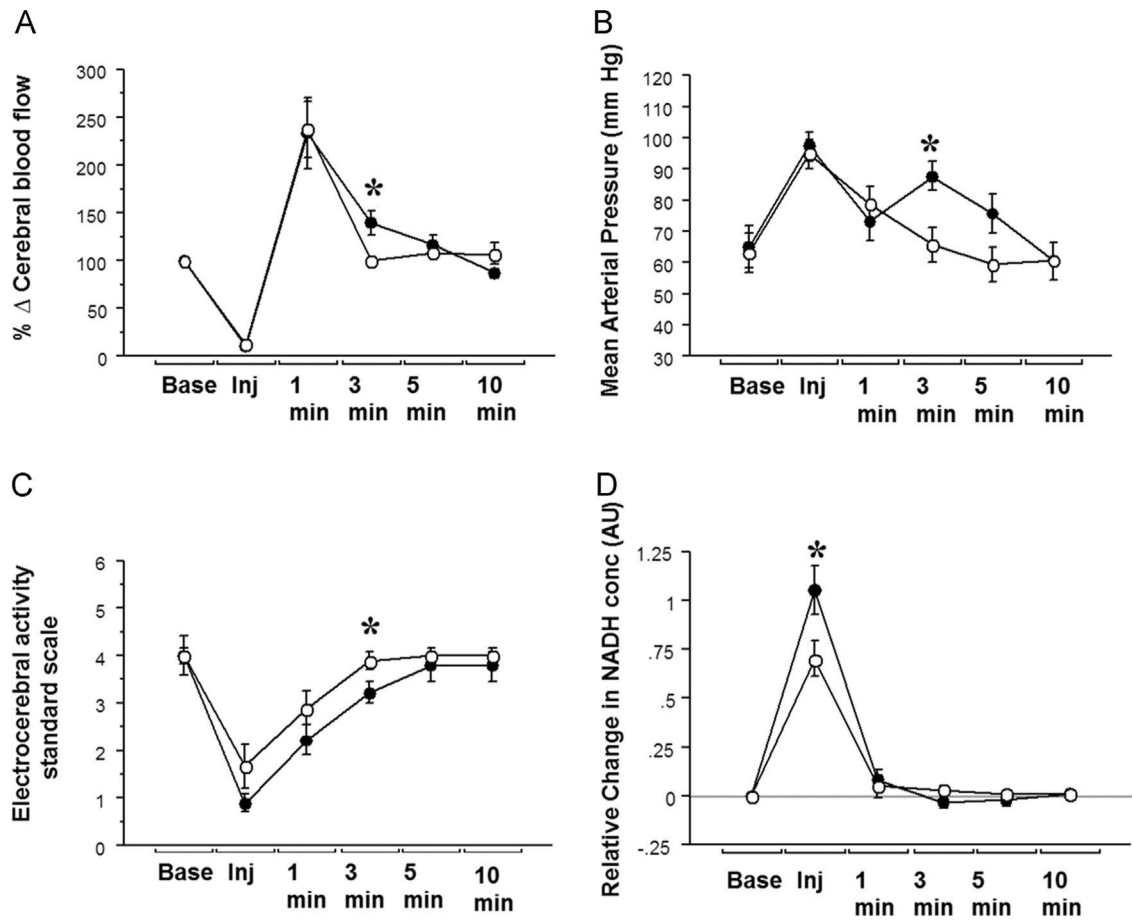 A
% Δ Cerebral blood flow
300
250
200
150
100
50
0
*
Base Inj 1 3 5 10
min min min min
B
Mean Arterial Pressure (mm Hg)
120
110
100
90
80
70
60
50
40
30
*
Base Inj 1 3 5 10
min min min min
C
Electrocerebral activity
standard scale
6
5
4
3
2
1
0
*
Base Inj 1 3 5 10
min min min min
D
Relative Change in NADH conc (AU)
1.25
1
.75
.5
.25
0
-.25
*
Base Inj 1 3 5 10
min min min min